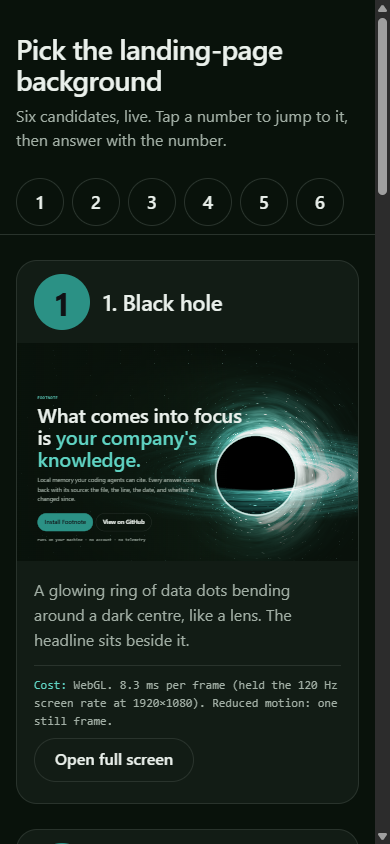 Pick the landing-page
background
Six candidates, live. Tap a number to jump to it,
then answer with the number.
1 2 3 4 5 6
1 1. Black hole
FOOTNOTE
What comes into focus
is your company's
knowledge.
Local memory your coding agents can cite. Every answer comes
back with its source: the file, the line, the date, and whether it
changed since.
Install Footnote View on GitHub
Runs on your monitor · no account · no telemetry
A glowing ring of data dots bending
around a dark centre, like a lens. The
headline sits beside it.
Cost: WebGL. 8.3 ms per frame (held the 120 Hz
screen rate at 1920×1080). Reduced motion: one
still frame.
Open full screen